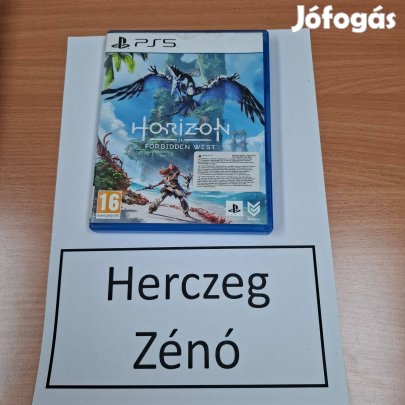 Jófogás
PS5
HORIZON
FORBIDDEN WEST
16
Herczeg
Zénó